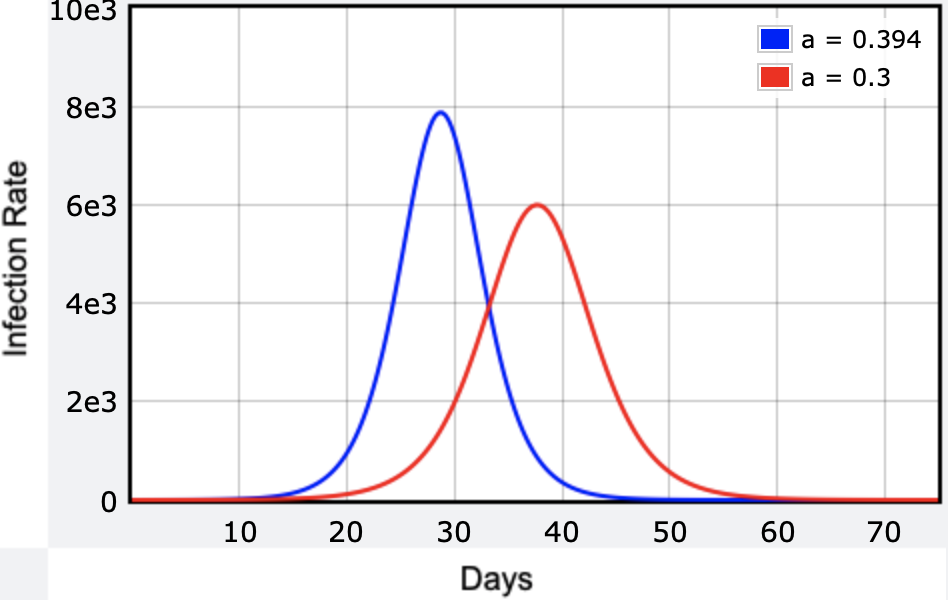 10e3
8e3
6e3
4e3
2e3
0
Infection Rate
a = 0.394
a = 0.3
10 20 30 40 50 60 70
Days